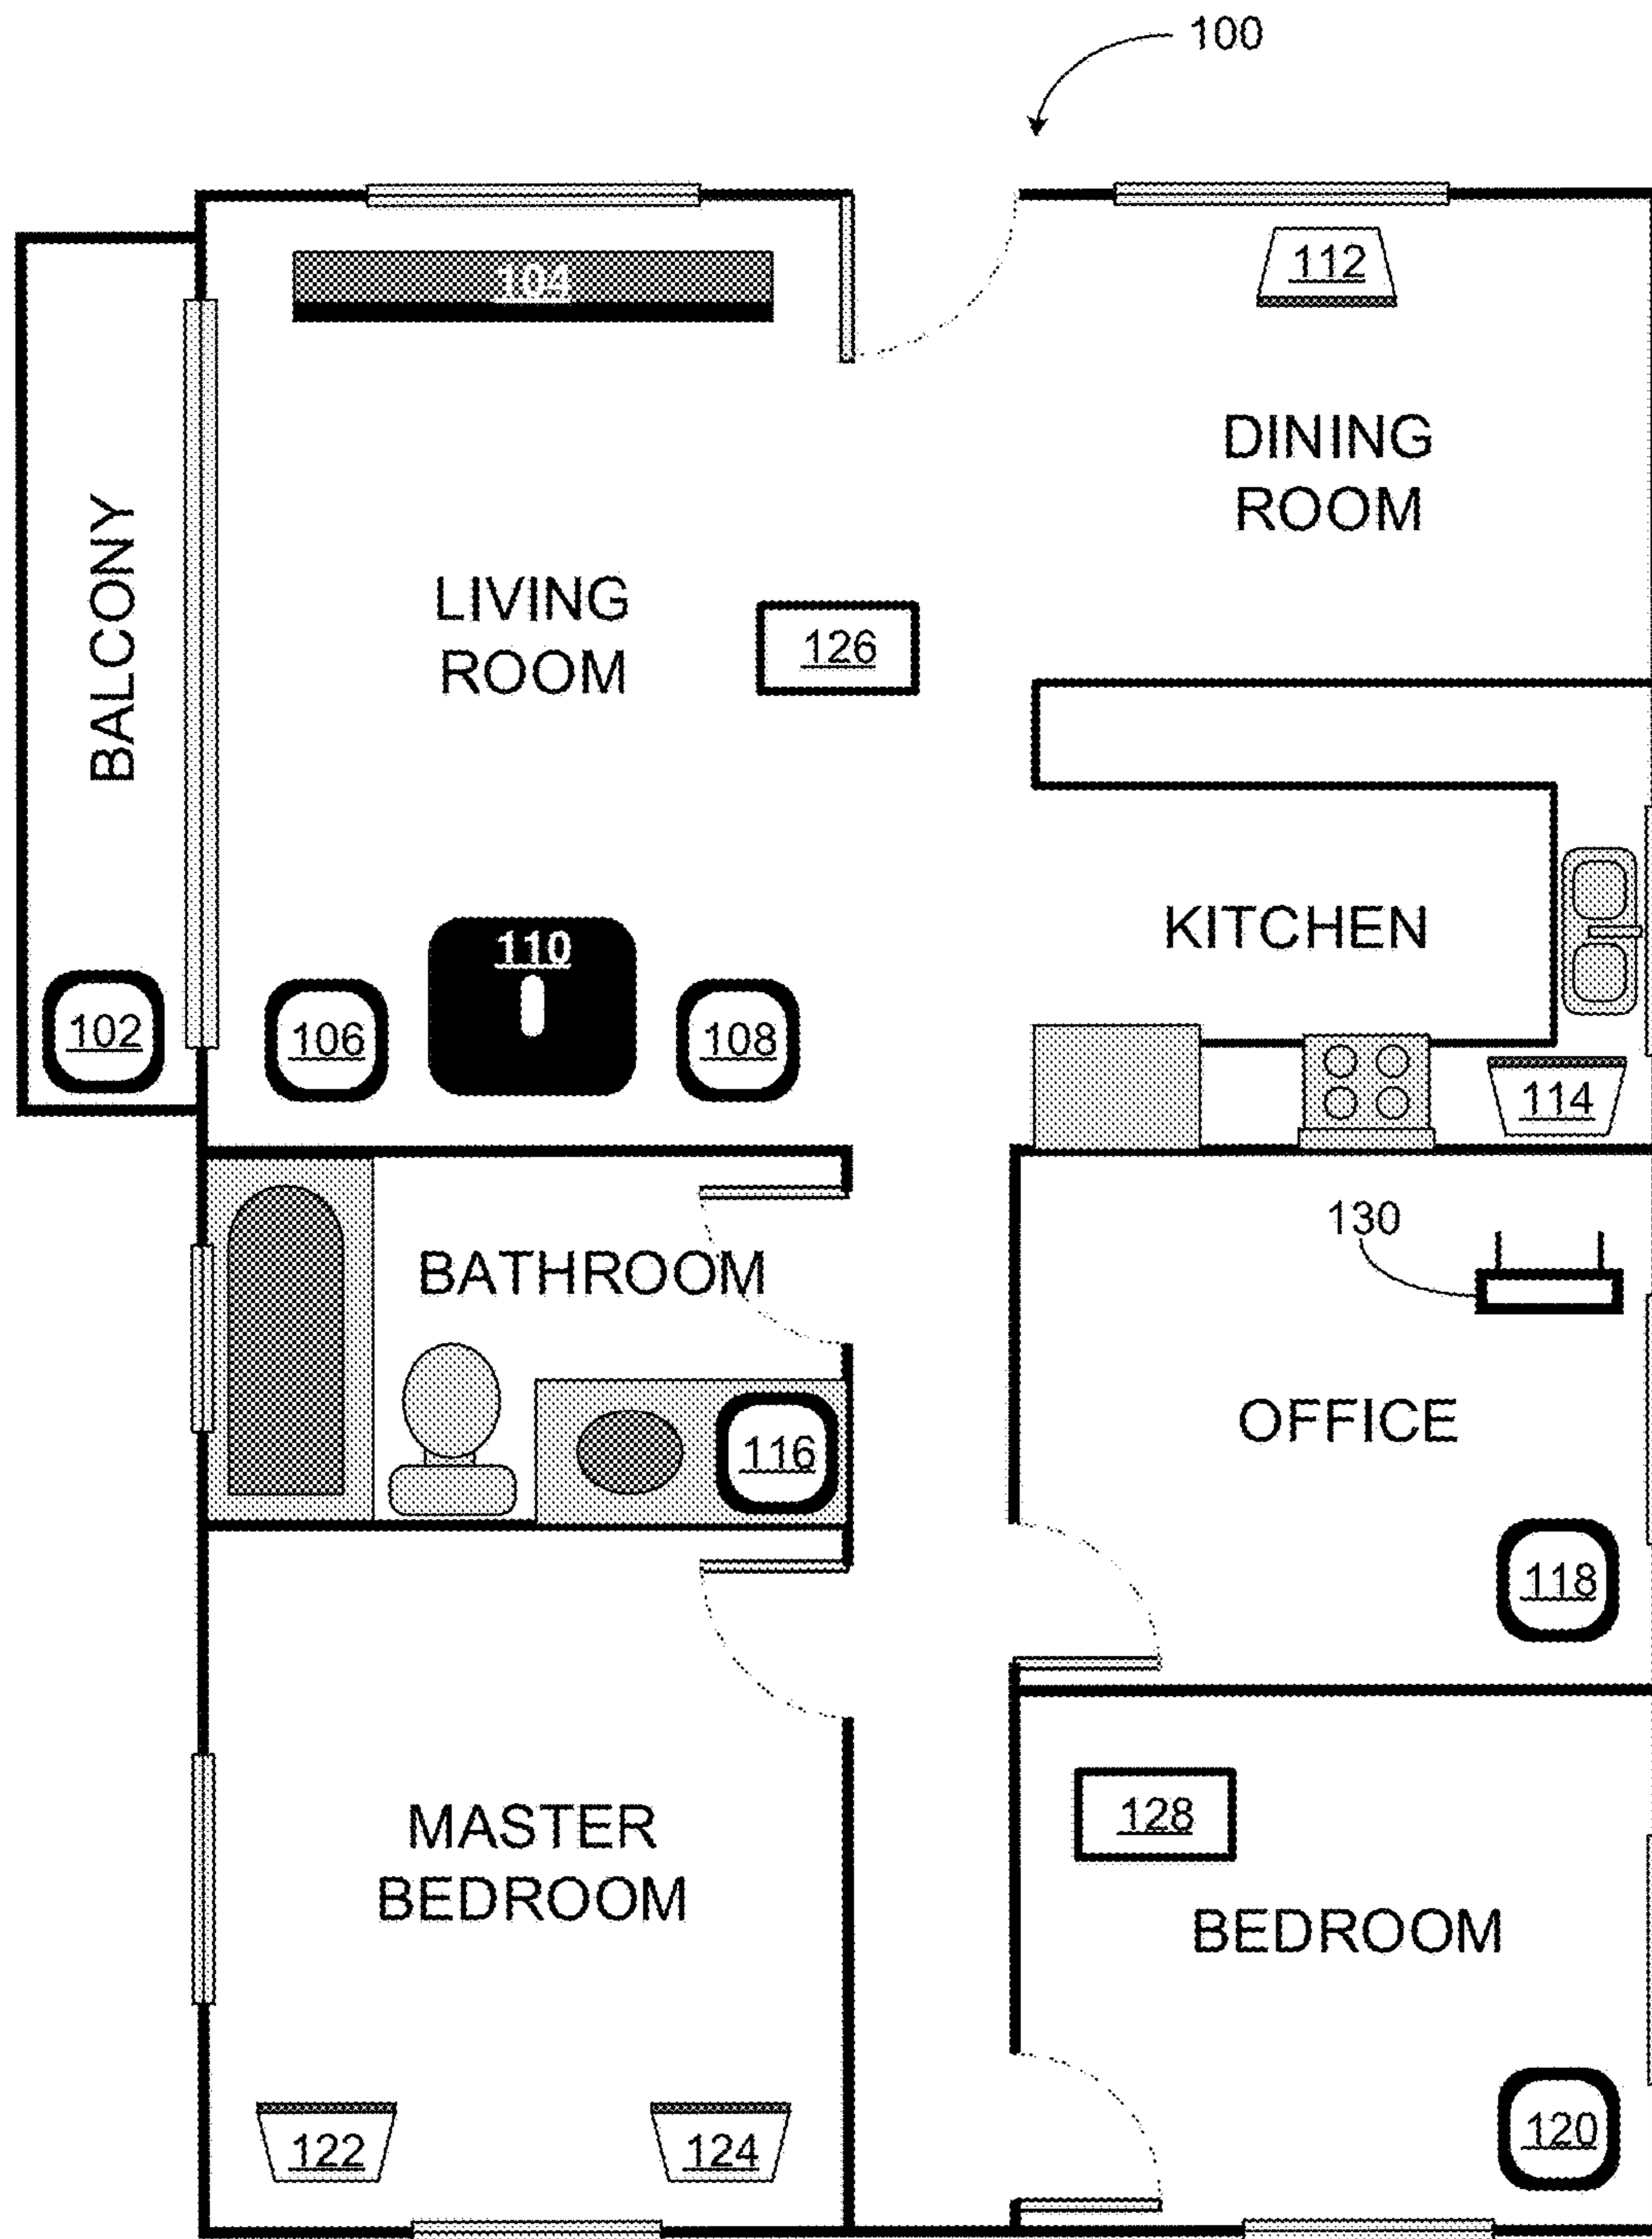 100
104
112
DINING
ROOM
BALCONY
LIVING
ROOM
126
KITCHEN
110
102
106
108
114
130
BATHROOM
OFFICE
116
118
MASTER
BEDROOM
128
BEDROOM
122
124
120